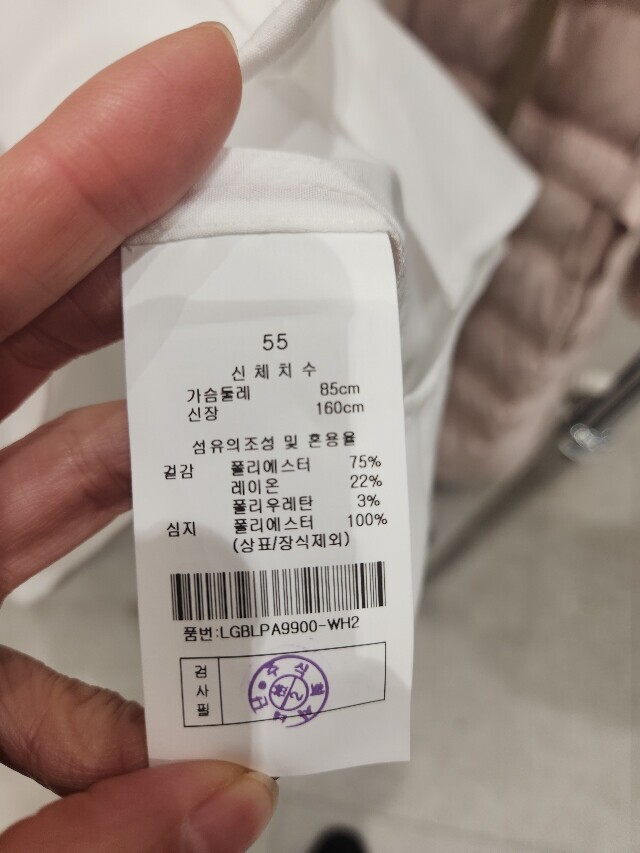 55
신체치수
가슴둘레 85cm
신장 160cm
섬유의조성 및 혼용율
겉감 폴리에스터 75%
레이온 22%
폴리우레탄 3%
심지 폴리에스터 100%
(상표/장식제외)
품번:LGBLPA9900-WH2
검사필
주식